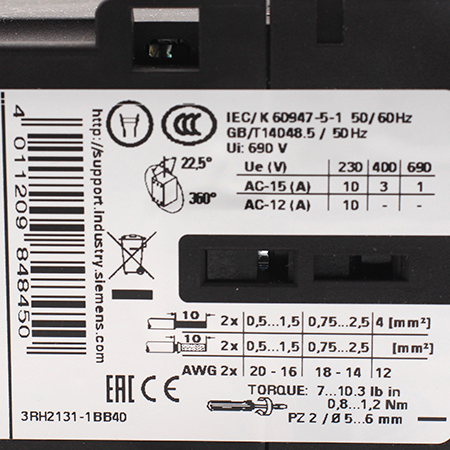 4 011209 848450
http://support.industry.siemens.com
CCC
IEC/K 60947-5-1 50/60Hz
GB/T14048.5 / 50Hz
Ui: 690 V
22,5°
360°
Ue (V) 230 400 690
AC-15 (A) 10 3 1
AC-12 (A) 10 - -
10 2x 0,5...1,5 0,75...2,5 4 [mm²]
10 2x 0,5...1,5 0,75...2,5 [mm²]
AWG 2x 20 - 16 18 - 14 12
EAC CE
TORQUE: 7...10.3 lb in
0,8...1,2 Nm
3RH2131-1BB40
PZ 2 / Ø 5...6 mm